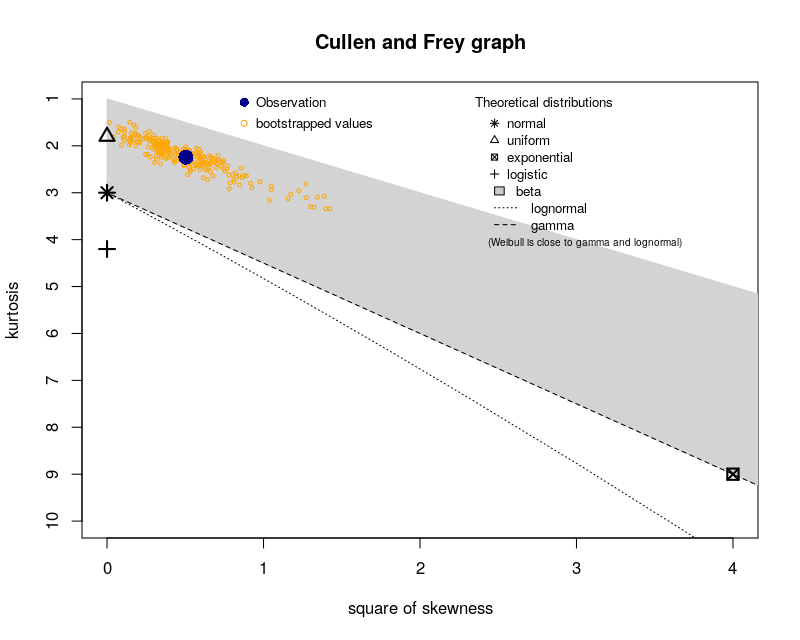 Cullen and Frey graph
Observation
bootstrapped values
Theoretical distributions
normal
uniform
exponential
logistic
beta
lognormal
gamma
(Weibull is close to gamma and lognormal)
kurtosis
1
2
3
4
5
6
7
8
9
10
0
1
2
3
4
square of skewness